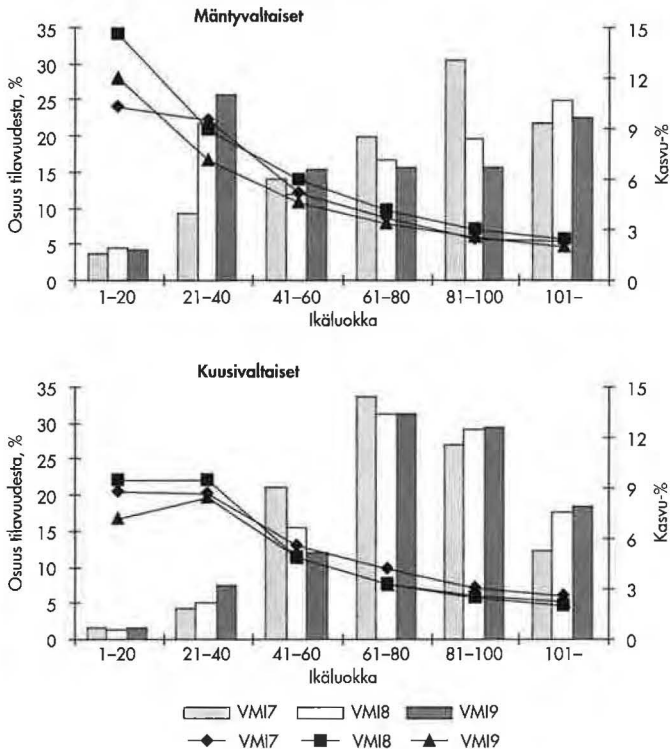 Mäntyvaltaiset
Osuus tilavuudesta, %
35
30
25
20
15
10
5
0
15
12
9
6
3
0
Kasvu-%
1–20 21–40 41–60 61–80 81–100 101–
Ikäluokka
Kuusivaltaiset
Osuus tilavuudesta, %
35
30
25
20
15
10
5
0
15
12
9
6
3
0
Kasvu-%
1–20 21–40 41–60 61–80 81–100 101–
Ikäluokka
VMI7 VMI8 VMI9
VMI7 VMI8 VMI9